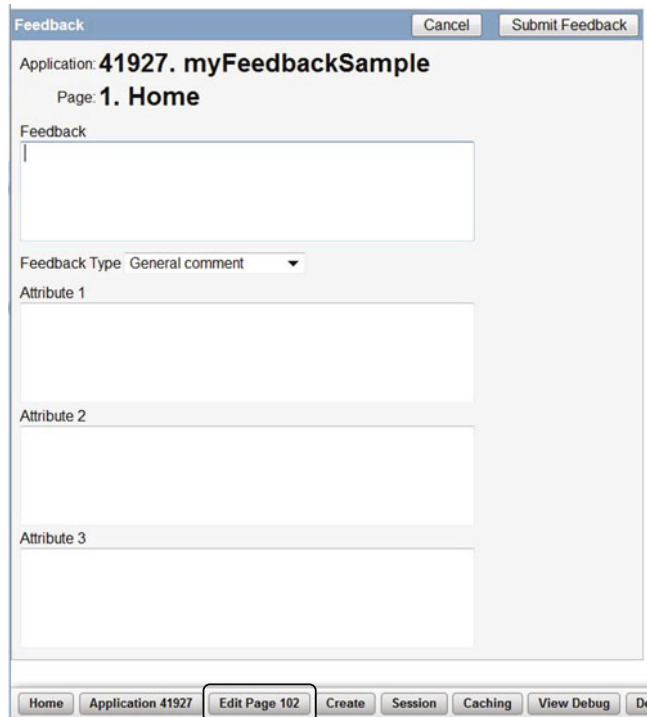 Feedback Cancel Submit Feedback
Application: 41927. myFeedbackSample
Page: 1. Home
Feedback
Feedback Type General comment
Attribute 1
Attribute 2
Attribute 3
Home Application 41927 Edit Page 102 Create Session Caching View Debug